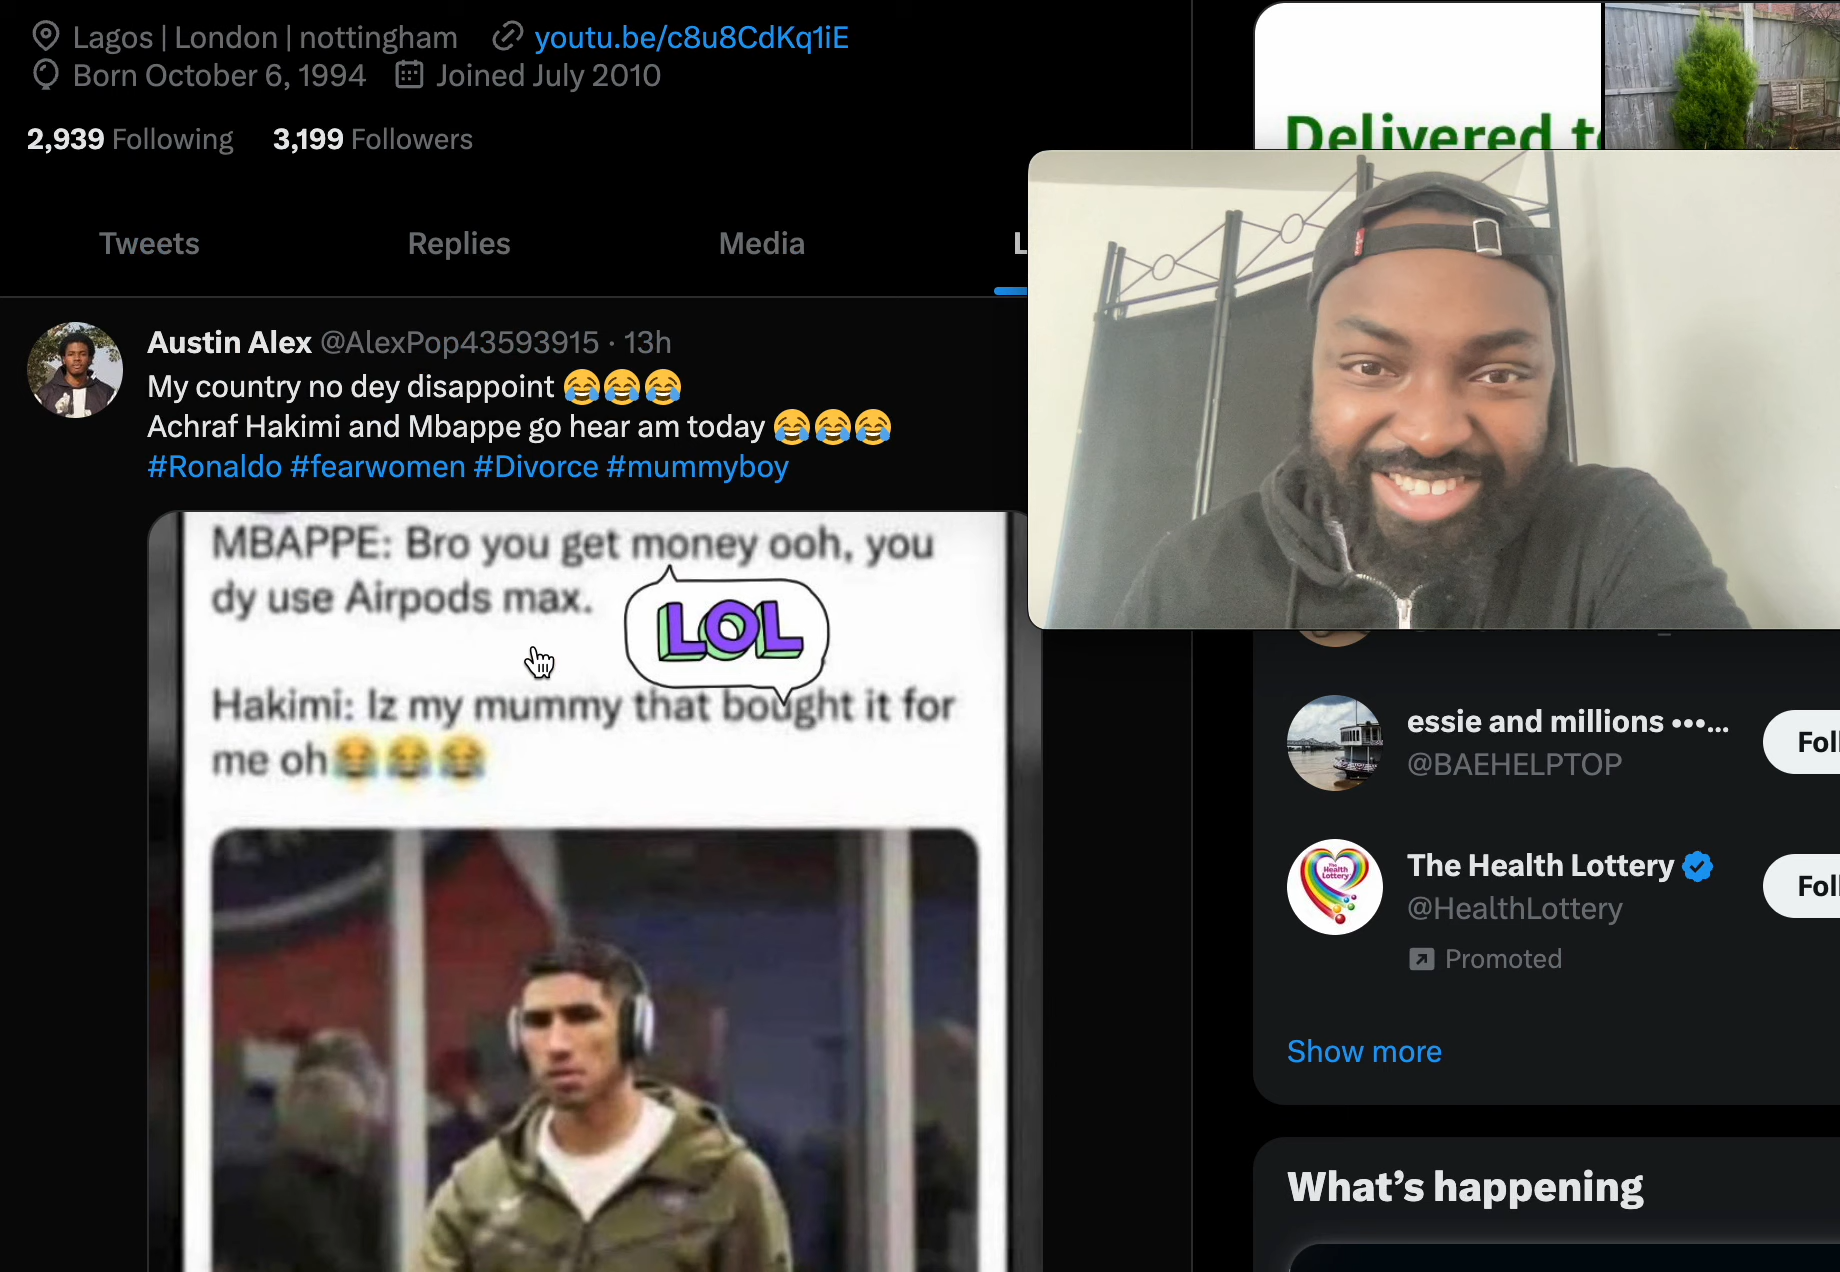 Lagos | London | nottingham youtu.be/c8u8CdKq1iE
Born October 6, 1994 Joined July 2010
2,939 Following 3,199 Followers
Tweets Replies Media L
Austin Alex @AlexPop43593915 · 13h
My country no dey disappoint 😂😂😂
Achraf Hakimi and Mbappe go hear am today 😂😂😂
#Ronaldo #fearwomen #Divorce #mummyboy
MBAPPE: Bro you get money ooh, you
dy use Airpods max.
LOL
Hakimi: Iz my mummy that bought it for
me oh😂😂😂
Delivered t
essie and millions •••...
@BAEHELPTOP
Foll
The Health Lottery
@HealthLottery
Promoted
Foll
The Health Lottery
Show more
What's happening